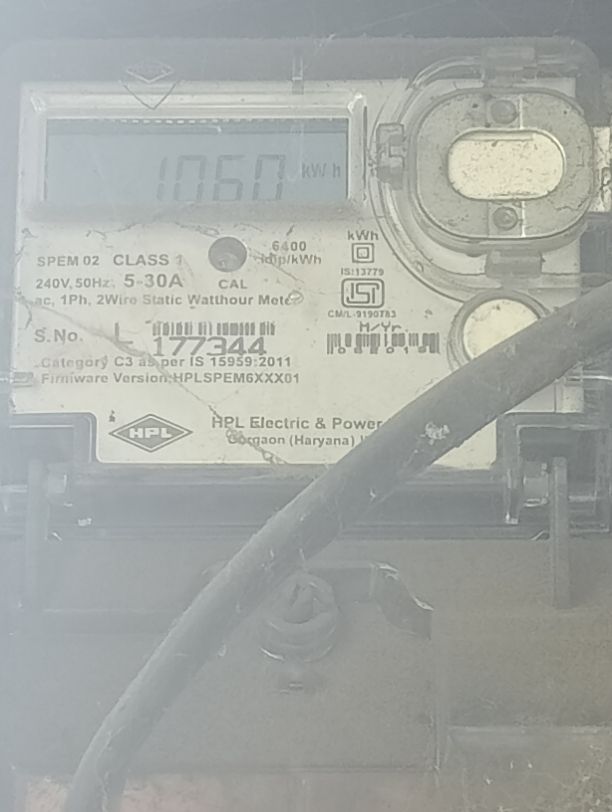 HPL
1060 kWh
6400
imp/kWh
kWh
SPEM 02 CLASS 1
240V, 50Hz, 5-30A CAL
IS:13779
ac, 1Ph, 2Wire Static Watthour Meter
CM/L-9190783
M/Yr
S.No. L 177344
Category C3 as per IS 15959:2011
Firmware Version:HPLSPEM6XXX01
HPL HPL Electric & Power
Gurgaon (Haryana)